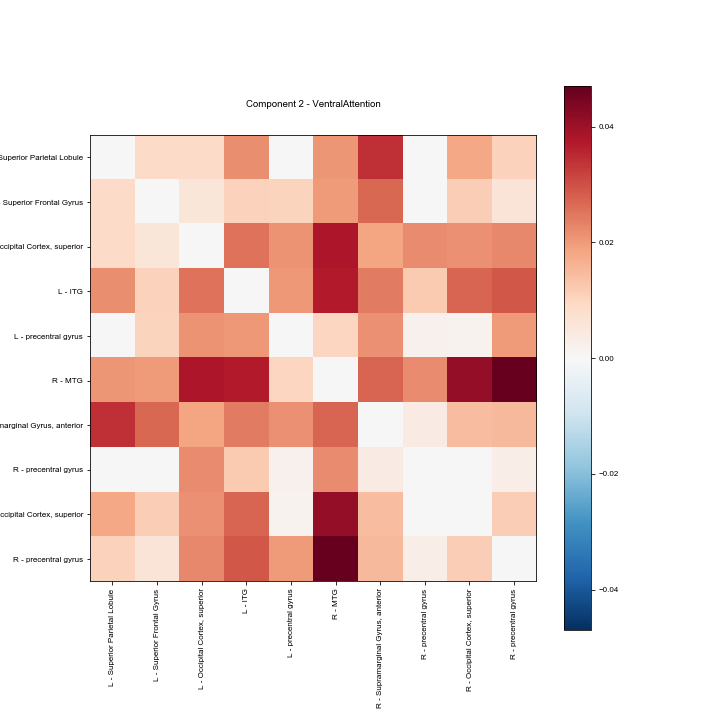 Component 2 - VentralAttention
Superior Parietal Lobule
Superior Frontal Gyrus
ccipital Cortex, superior
L - ITG
L - precentral gyrus
R - MTG
marginal Gyrus, anterior
R - precentral gyrus
ccipital Cortex, superior
R - precentral gyrus
L - Superior Parietal Lobule
L - Superior Frontal Gyrus
L - Occipital Cortex, superior
L - ITG
L - precentral gyrus
R - MTG
R - Supramarginal Gyrus, anterior
R - precentral gyrus
R - Occipital Cortex, superior
R - precentral gyrus
0.04
0.02
0.00
−0.02
−0.04